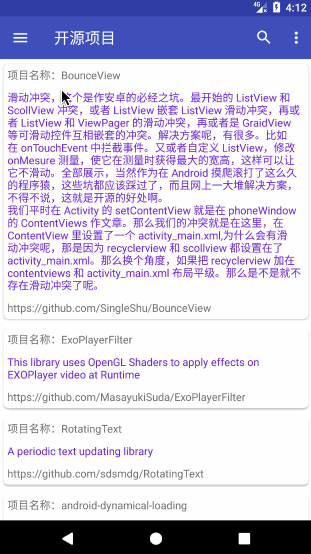 4G 4:12
开源项目
项目名称：BounceView
滑动冲突，这个是作安卓的必经之坑。最开始的 ListView 和
ScollView 冲突，或者 ListView 嵌套 ListView 滑动冲突，再或
者 ListView 和 ViewPager 的滑动冲突，再或者是 GraidView
等可滑动控件互相嵌套的冲突。解决方案呢，有很多。比如
在 onTouchEvent 中拦截事件。又或者自定义 ListView，修改
onMesure 测量，使它在测量时获得最大的宽高，这样可以让
它不滑动。全部展示，当然作为在 Android 摸爬滚打了这么久
的程序猿，这些坑都应该踩过了，而且网上一大堆解决方案，
不得不说，这就是开源的好处啊。
我们平时在 Activity 的 setContentView 就是在 phoneWindow
的 ContentViews 作文章。那么我们的冲突就是在这里，在
ContentView 里设置了一个 activity_main.xml,为什么会有滑
动冲突呢，那是因为 recyclerview 和 scollview 都设置在了
activity_main.xml。那么换个角度，如果把 recyclerview 加在
contentviews 和 activity_main.xml 布局平级。那么是不是就不
存在滑动冲突了呢。
https://github.com/SingleShu/BounceView
项目名称：ExoPlayerFilter
This library uses OpenGL Shaders to apply effects on
EXOPlayer video at Runtime
https://github.com/MasayukiSuda/ExoPlayerFilter
项目名称：RotatingText
A periodic text updating library
https://github.com/sdsmdg/RotatingText
项目名称：android-dynamical-loading